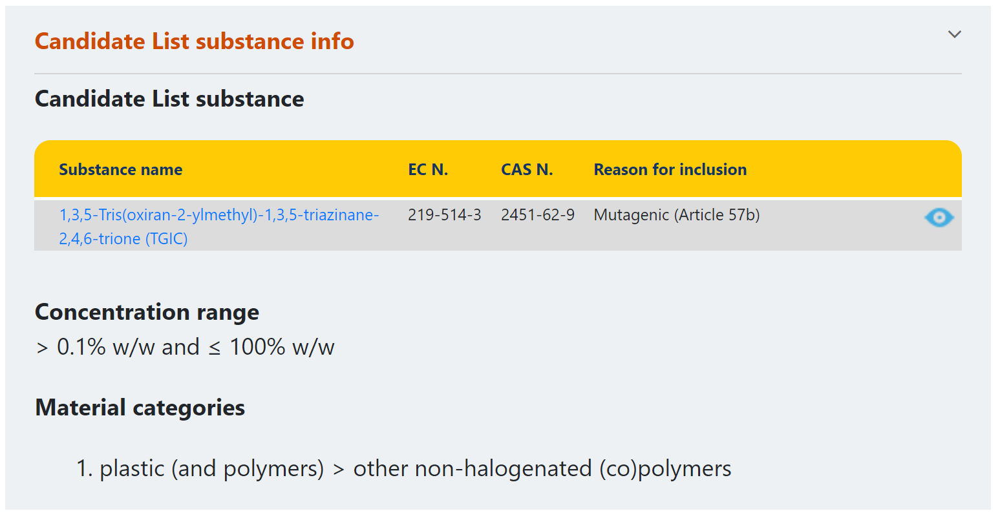 Candidate List substance info
Candidate List substance
Substance name EC N. CAS N. Reason for inclusion
1,3,5-Tris(oxiran-2-ylmethyl)-1,3,5-triazinane- 219-514-3 2451-62-9 Mutagenic (Article 57b)
2,4,6-trione (TGIC)
Concentration range
> 0.1% w/w and ≤ 100% w/w
Material categories
1. plastic (and polymers) > other non-halogenated (co)polymers